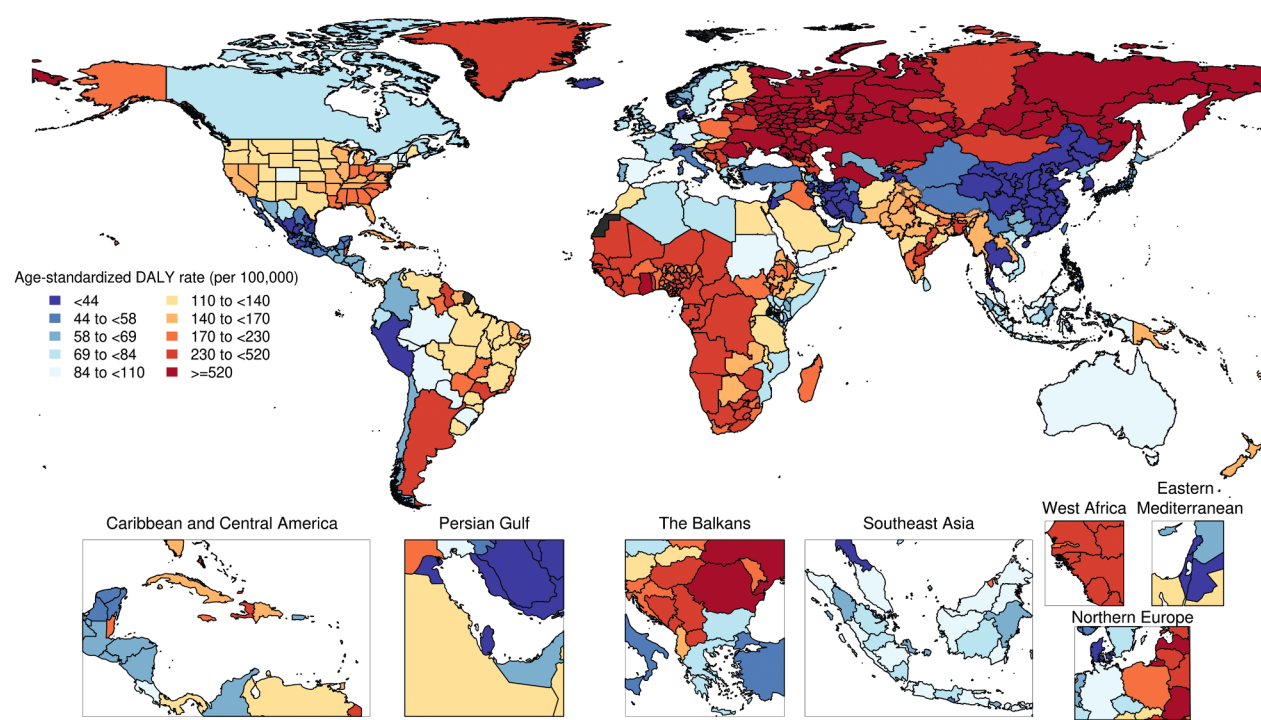 Age-standardized DALY rate (per 100,000)
<44
44 to <58
58 to <69
69 to <84
84 to <110
110 to <140
140 to <170
170 to <230
230 to <520
>=520
Caribbean and Central America
Persian Gulf
The Balkans
Southeast Asia
West Africa
Eastern
Mediterranean
Northern Europe